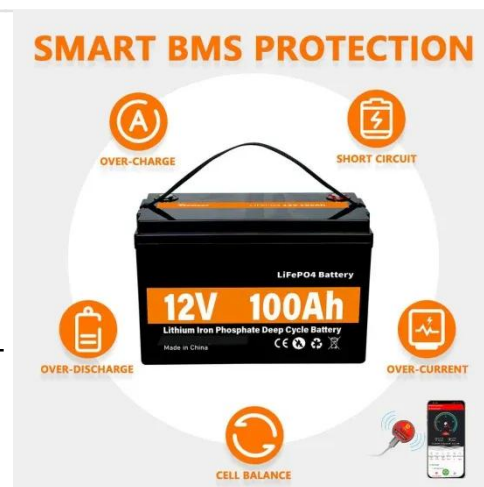 SMART BMS PROTECTION
OVER-CHARGE
SHORT CIRCUIT
LiFePO4 Battery
12V 100Ah
Lithium Iron Phosphate Deep Cycle Battery
Made in China
CE
OVER-DISCHARGE
OVER-CURRENT
CELL BALANCE